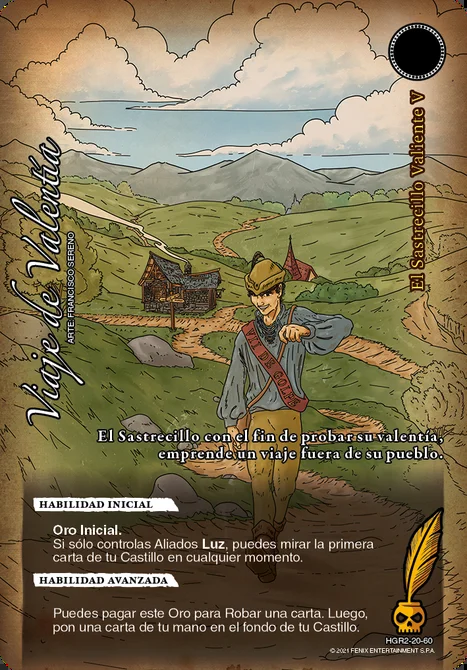 Viaje de Valentía
ARTE: FRANCISCO SERENO
El Sastrecillo Valiente V
El Sastrecillo con el fin de probar su valentía,
emprende un viaje fuera de su pueblo.
HABILIDAD INICIAL
Oro Inicial.
Si sólo controlas Aliados Luz, puedes mirar la primera
carta de tu Castillo en cualquier momento.
HABILIDAD AVANZADA
Puedes pagar este Oro para Robar una carta. Luego,
pon una carta de tu mano en el fondo de tu Castillo.
HGR2-20-60
© 2021 FENIX ENTERTAINMENT S.P.A.